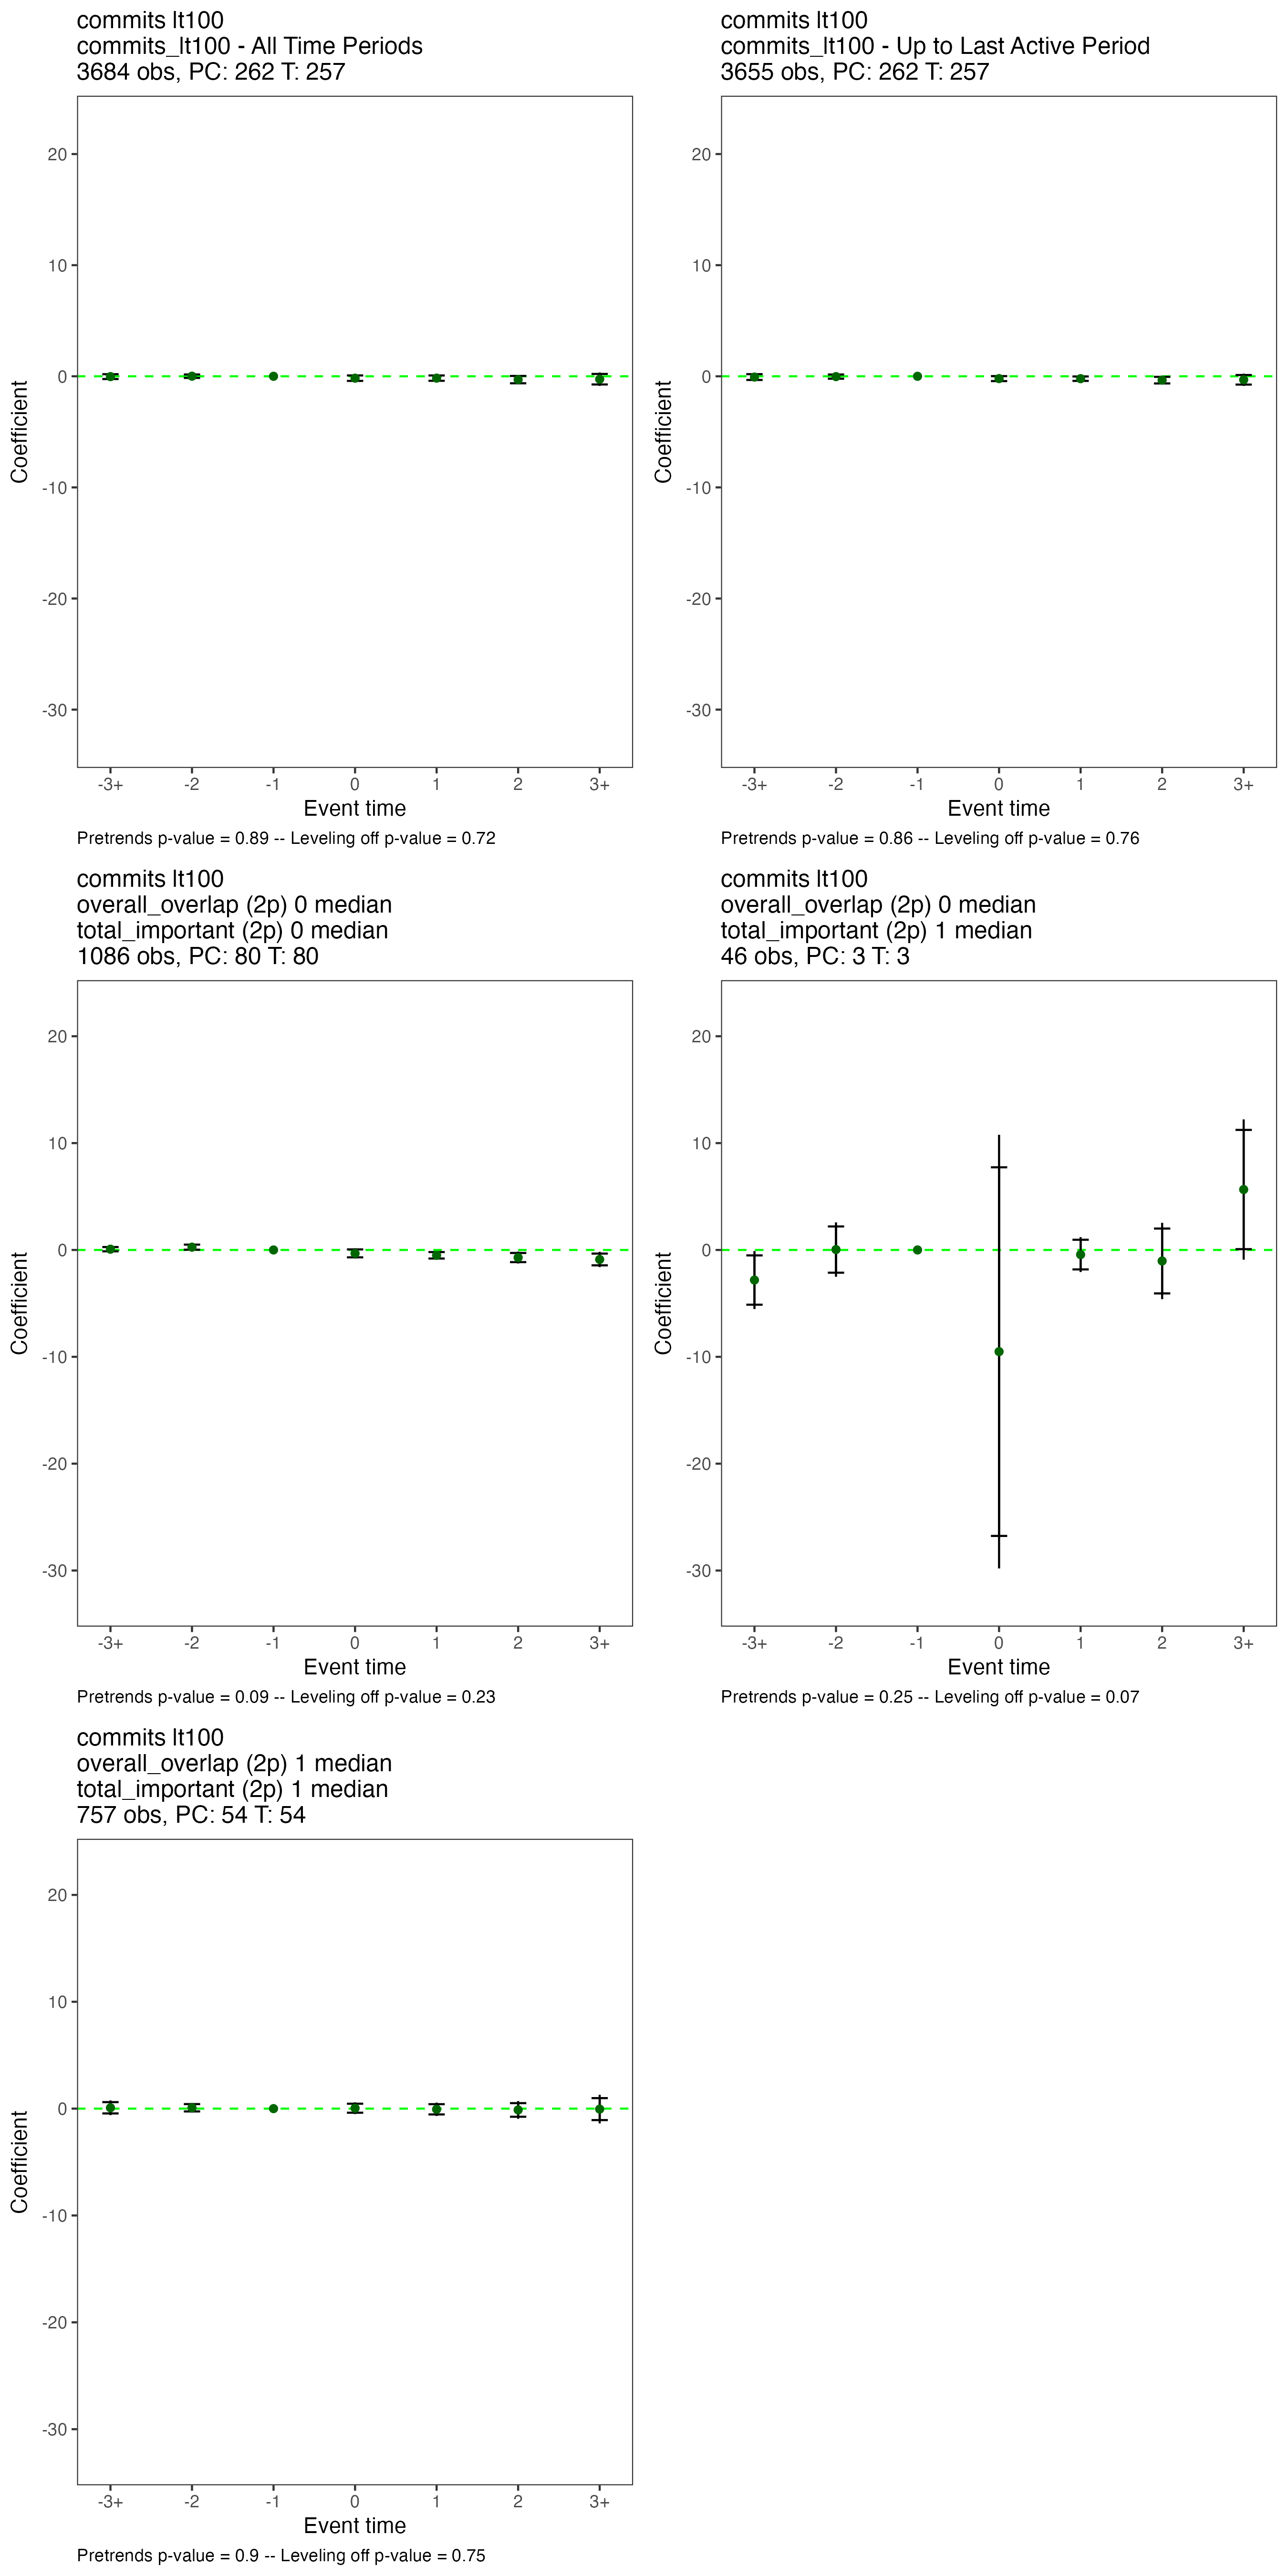 commits lt100
commits_lt100 - All Time Periods
3684 obs, PC: 262 T: 257
20
10
0
-10
-20
-30
Coefficient
-3+ -2 -1 0 1 2 3+
Event time
Pretrends p-value = 0.89 -- Leveling off p-value = 0.72
commits lt100
commits_lt100 - Up to Last Active Period
3655 obs, PC: 262 T: 257
20
10
0
-10
-20
-30
Coefficient
-3+ -2 -1 0 1 2 3+
Event time
Pretrends p-value = 0.86 -- Leveling off p-value = 0.76
commits lt100
overall_overlap (2p) 0 median
total_important (2p) 0 median
1086 obs, PC: 80 T: 80
20
10
0
-10
-20
-30
Coefficient
-3+ -2 -1 0 1 2 3+
Event time
Pretrends p-value = 0.09 -- Leveling off p-value = 0.23
commits lt100
overall_overlap (2p) 0 median
total_important (2p) 1 median
46 obs, PC: 3 T: 3
20
10
0
-10
-20
-30
Coefficient
-3+ -2 -1 0 1 2 3+
Event time
Pretrends p-value = 0.25 -- Leveling off p-value = 0.07
commits lt100
overall_overlap (2p) 1 median
total_important (2p) 1 median
757 obs, PC: 54 T: 54
20
10
0
-10
-20
-30
Coefficient
-3+ -2 -1 0 1 2 3+
Event time
Pretrends p-value = 0.9 -- Leveling off p-value = 0.75